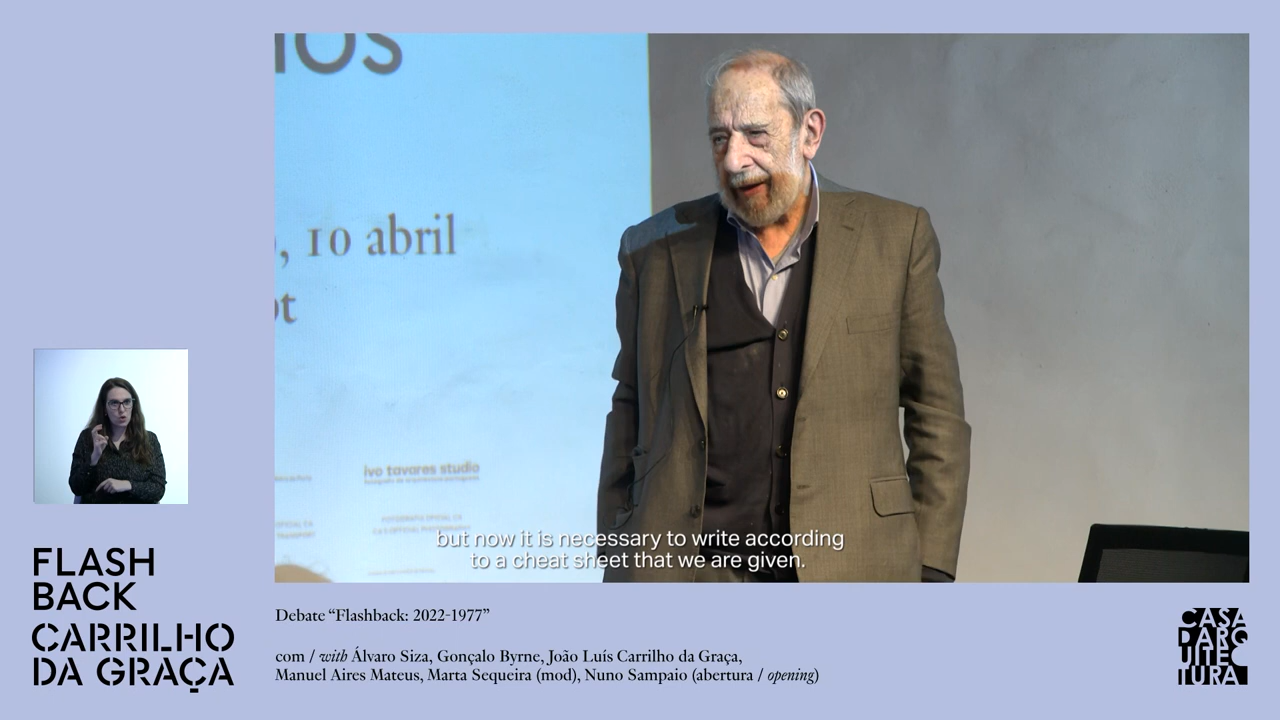 IOS
, 10 abril
ot
ivo tavares studio
but now it is necessary to write according
to a cheat sheet that we are given.
FLASH
BACK
CARRILHO
DA GRAÇA
Debate “Flashback: 2022-1977”
com / with Álvaro Siza, Gonçalo Byrne, João Luís Carrilho da Graça,
Manuel Aires Mateus, Marta Sequeira (mod), Nuno Sampaio (abertura / opening)
CASA
DARQ
UITEC
TURA